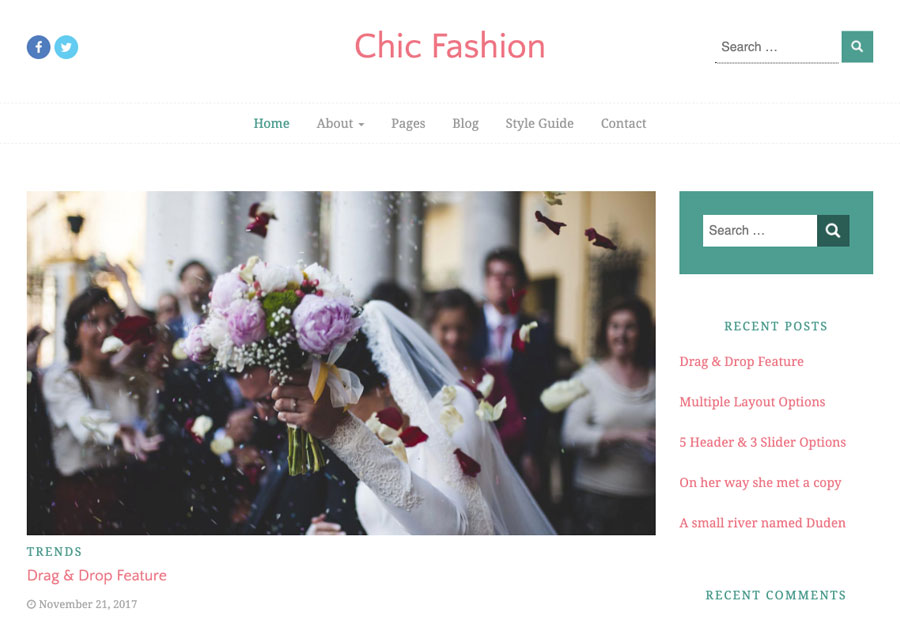 Chic Fashion
Search …
Home
About
Pages
Blog
Style Guide
Contact
Search …
TRENDS
Drag & Drop Feature
November 21, 2017
RECENT POSTS
Drag & Drop Feature
Multiple Layout Options
5 Header & 3 Slider Options
On her way she met a copy
A small river named Duden
RECENT COMMENTS